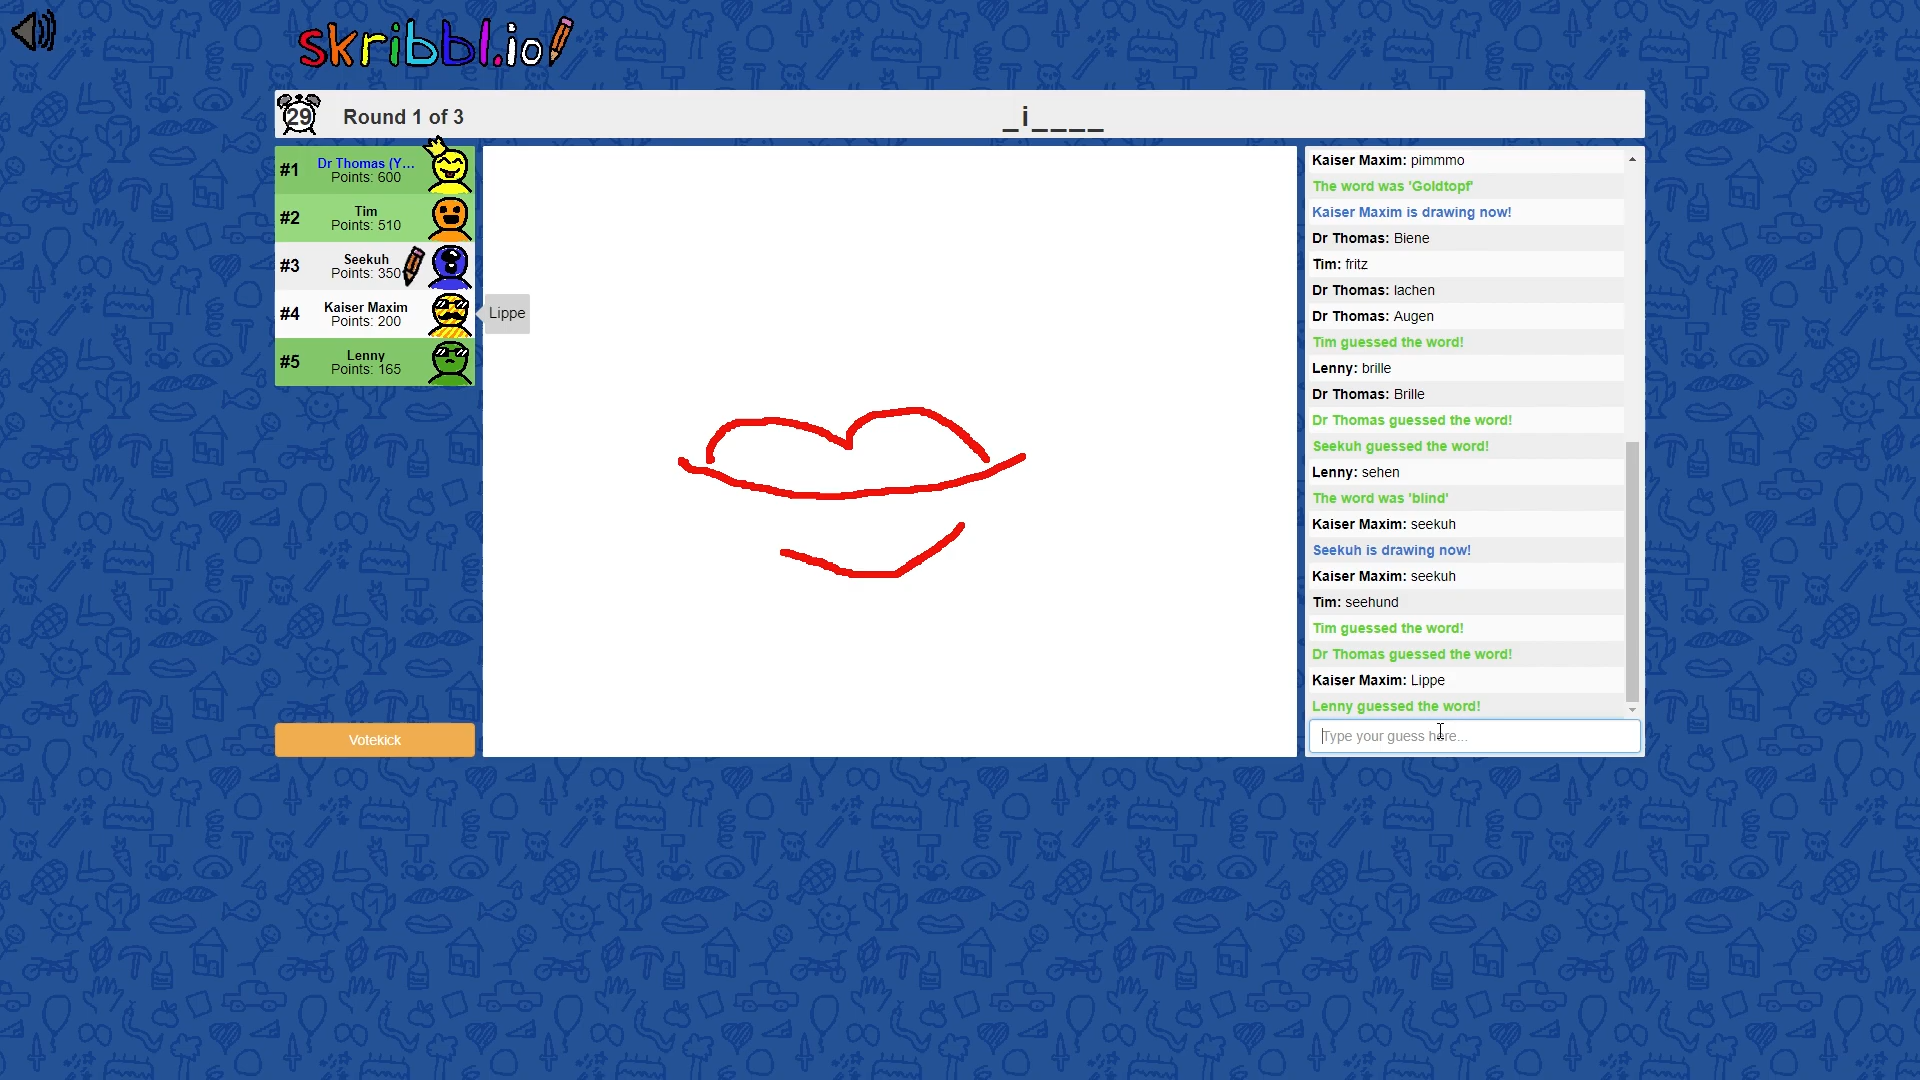 skribbl.io
29
Round 1 of 3
_i____
#1
Dr Thomas (Y...
Points: 600
#2
Tim
Points: 510
#3
Seekuh
Points: 350
#4
Kaiser Maxim
Points: 200
Lippe
#5
Lenny
Points: 165
Votekick
Kaiser Maxim: pimmmo
The word was 'Goldtopf'
Kaiser Maxim is drawing now!
Dr Thomas: Biene
Tim: fritz
Dr Thomas: lachen
Dr Thomas: Augen
Tim guessed the word!
Lenny: brille
Dr Thomas: Brille
Dr Thomas guessed the word!
Seekuh guessed the word!
Lenny: sehen
The word was 'blind'
Kaiser Maxim: seekuh
Seekuh is drawing now!
Kaiser Maxim: seekuh
Tim: seehund
Tim guessed the word!
Dr Thomas guessed the word!
Kaiser Maxim: Lippe
Lenny guessed the word!
Type your guess here...